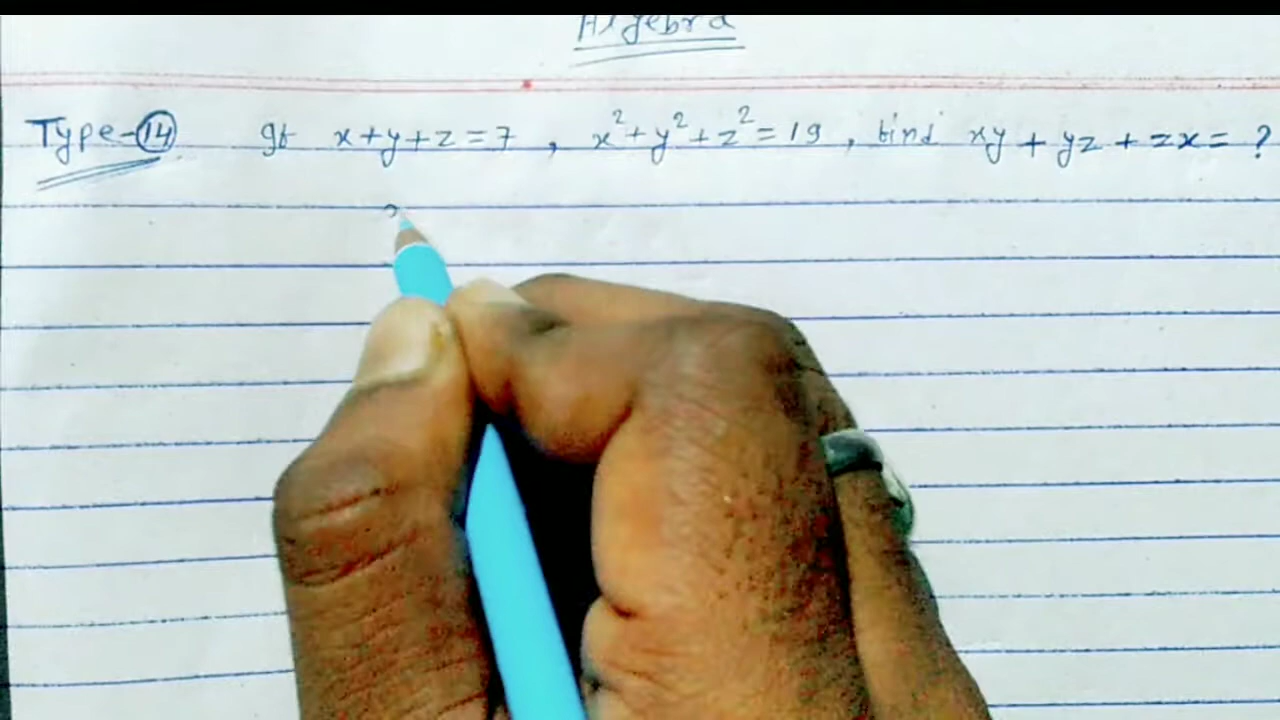 Algebra
Type-14 If x+y+z=7 , x²+y²+z²=19 , find xy+yz+zx= ?